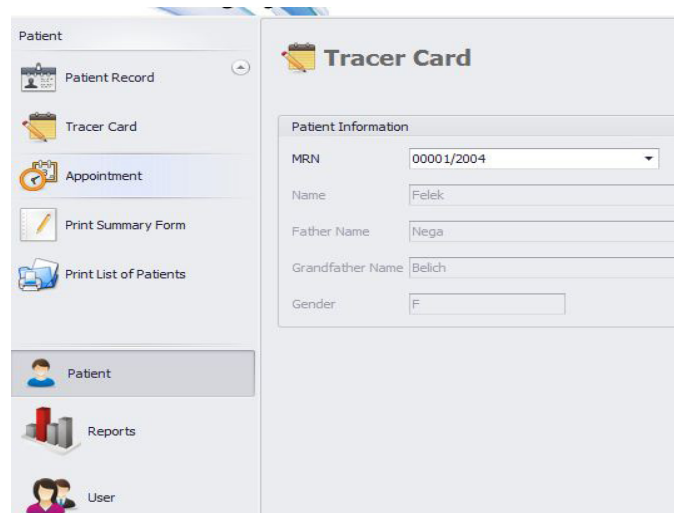 Patient
Patient Record
Tracer Card
Appointment
Print Summary Form
Print List of Patients
Patient
Reports
User
Tracer Card
Patient Information
MRN 00001/2004
Name Felek
Father Name Nega
Grandfather Name Belich
Gender F